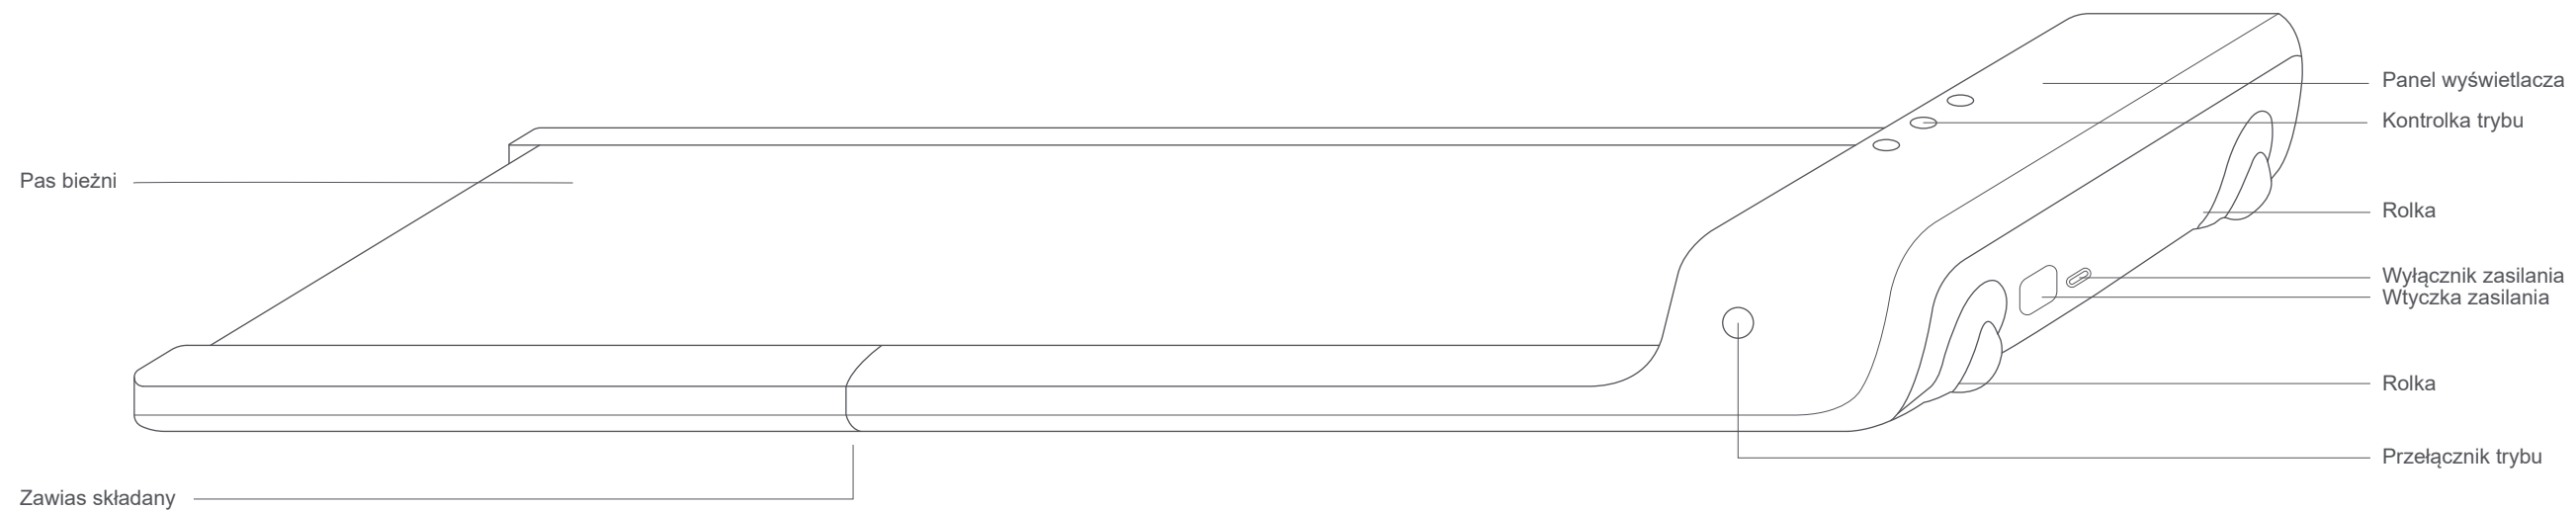 Panel wyświetlacza
Kontrolka trybu
Pas bieżni
Rolka
Wyłącznik zasilania
Wtyczka zasilania
Rolka
Przełącznik trybu
Zawias składany